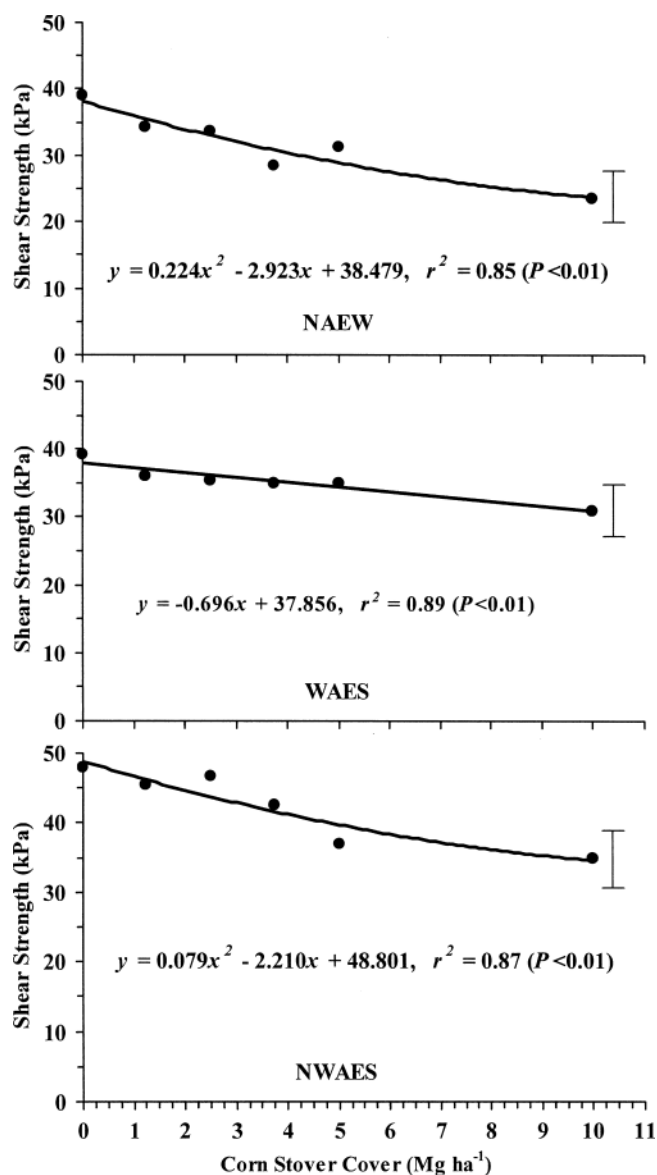 50
40
30
20
10
0
Shear Strength (kPa)
y = 0.224x² - 2.923x + 38.479, r² = 0.85 (P<0.01)
NAEW
50
40
30
20
10
0
Shear Strength (kPa)
y = -0.696x + 37.856, r² = 0.89 (P<0.01)
WAES
50
40
30
20
10
0
Shear Strength (kPa)
y = 0.079x² - 2.210x + 48.801, r² = 0.87 (P<0.01)
NWAES
0 1 2 3 4 5 6 7 8 9 10 11
Corn Stover Cover (Mg ha⁻¹)